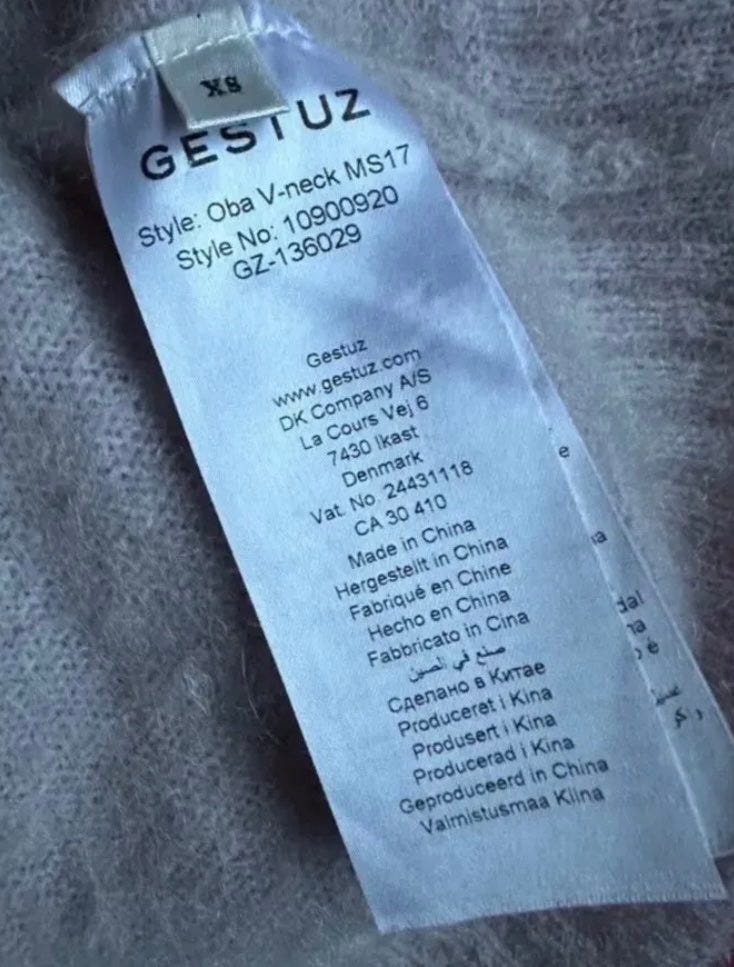 XS
GESTUZ
Style: Oba V-neck MS17
Style No: 10900920
GZ-136029
Gestuz
www.gestuz.com
DK Company A/S
La Cours Vej 6
7430 Ikast
Denmark
Vat. No. 24431118
CA 30 410
Made in China
Hergestellt in China
Fabriqué en Chine
Hecho en China
Fabbricato in Cina
صنع في الصين
Сделано в Китае
Produceret i Kina
Produsert i Kina
Producerad i Kina
Geproduceerd in China
Valmistusmaa Kiina